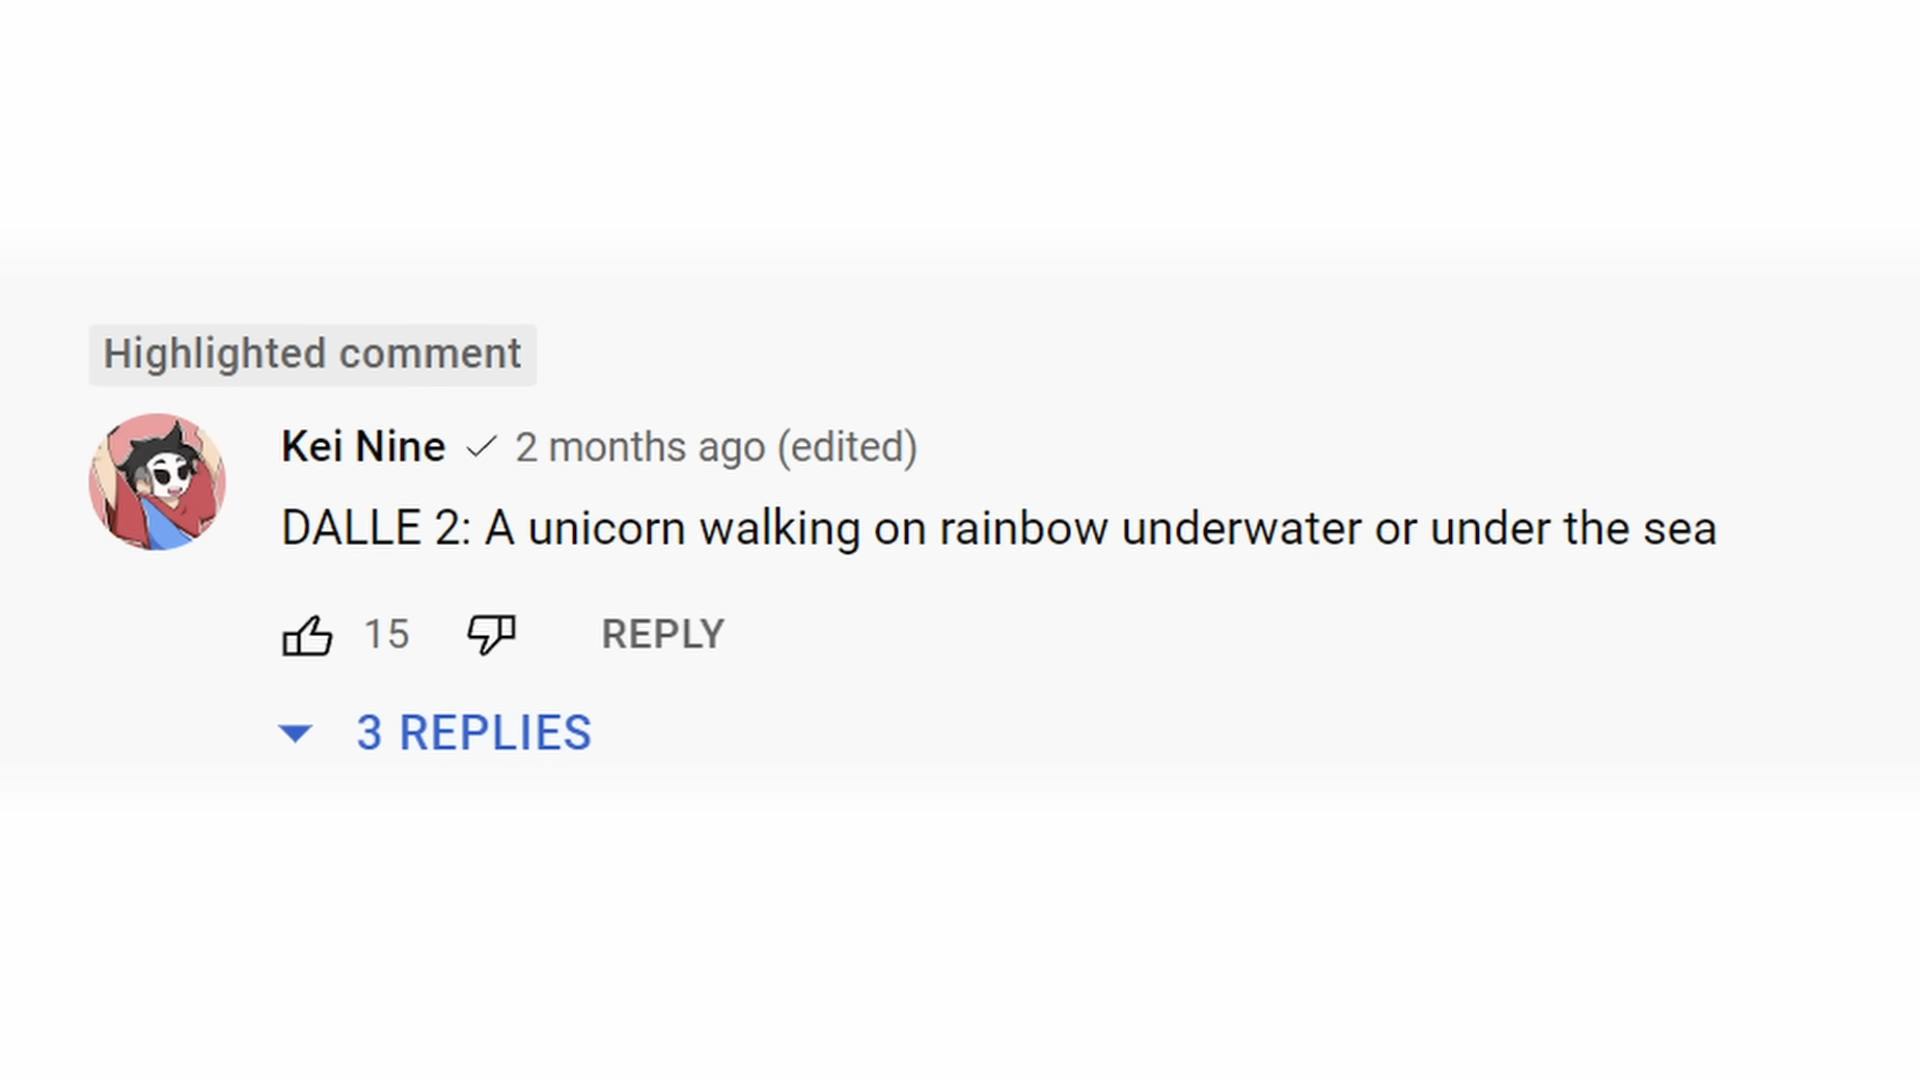 Highlighted comment
Kei Nine 2 months ago (edited)
DALLE 2: A unicorn walking on rainbow underwater or under the sea
15 REPLY
3 REPLIES